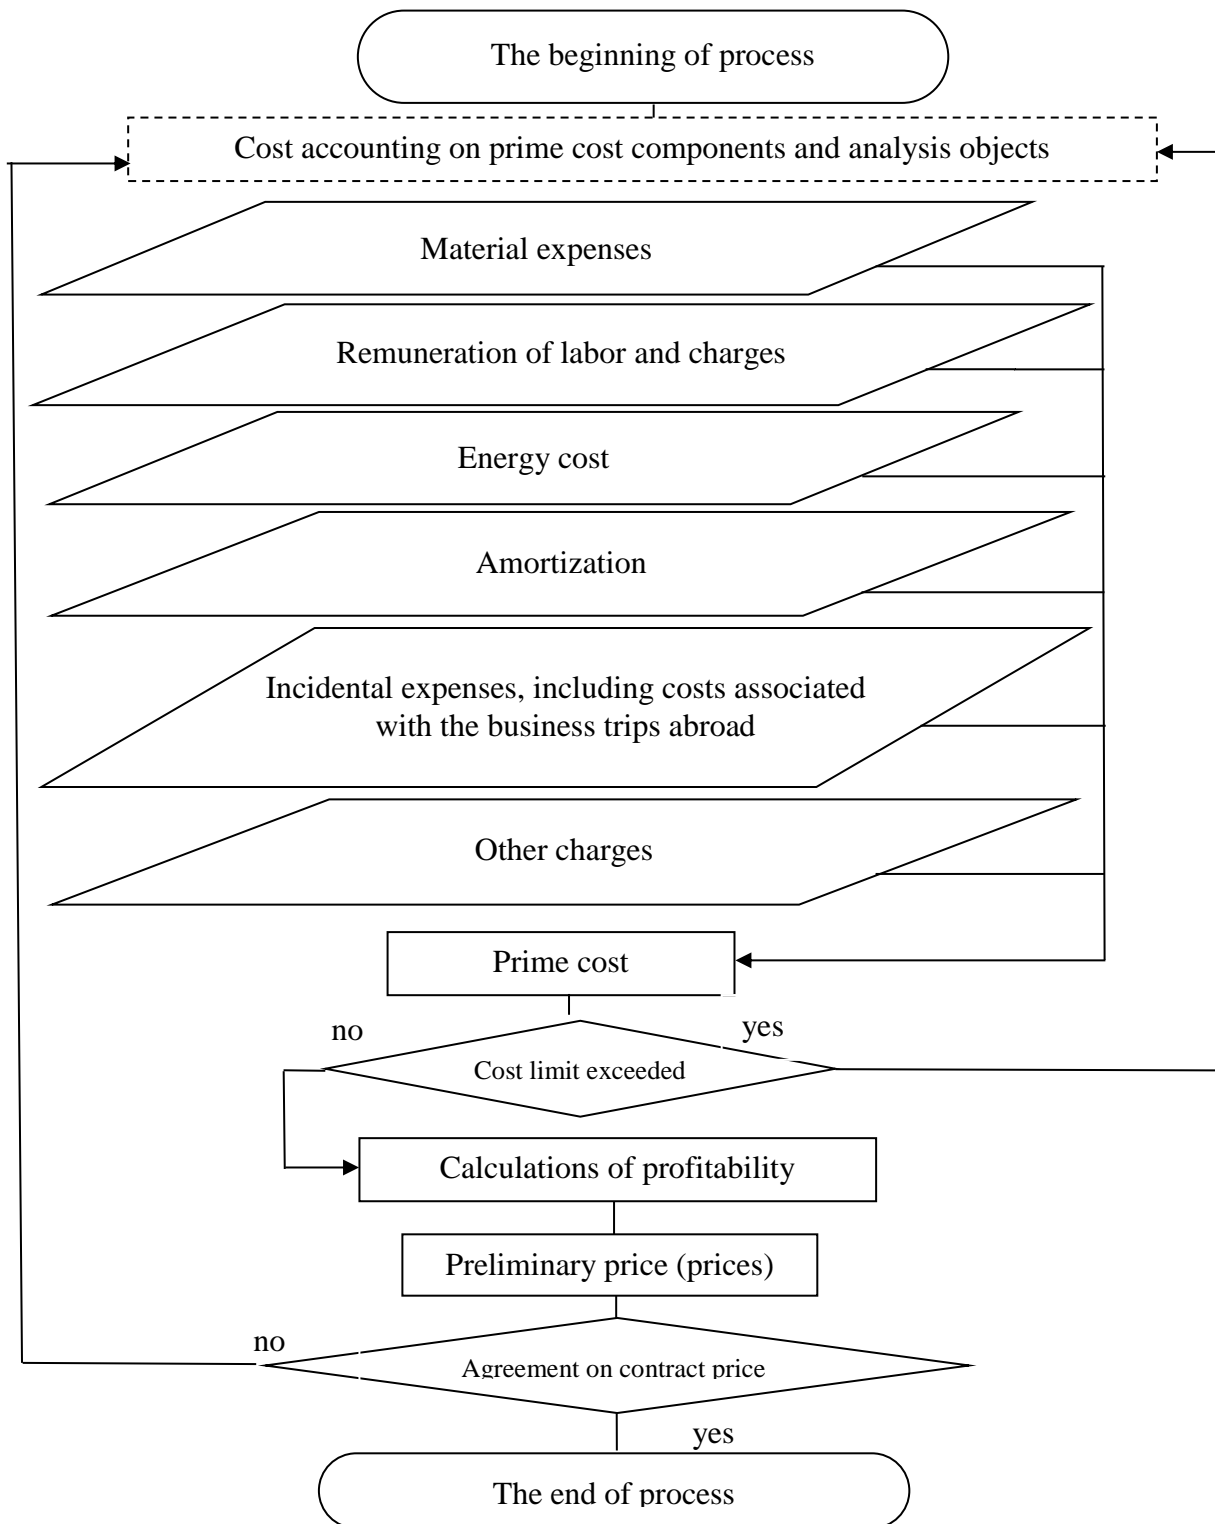 The beginning of process
Cost accounting on prime cost components and analysis objects
Material expenses
Remuneration of labor and charges
Energy cost
Amortization
Incidental expenses, including costs associated
with the business trips abroad
Other charges
Prime cost
no
yes
Cost limit exceeded
Calculations of profitability
Preliminary price (prices)
no
Agreement on contract price
yes
The end of process